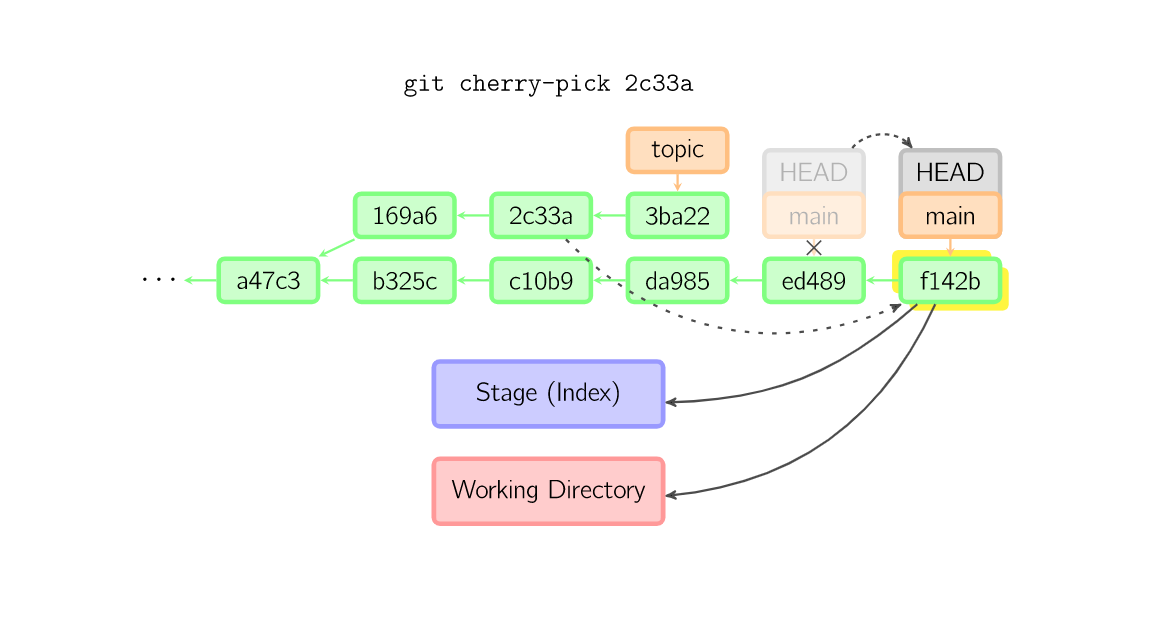 git cherry-pick 2c33a
topic
HEAD
HEAD
169a6
2c33a
3ba22
main
main
...
a47c3
b325c
c10b9
da985
ed489
f142b
Stage (Index)
Working Directory